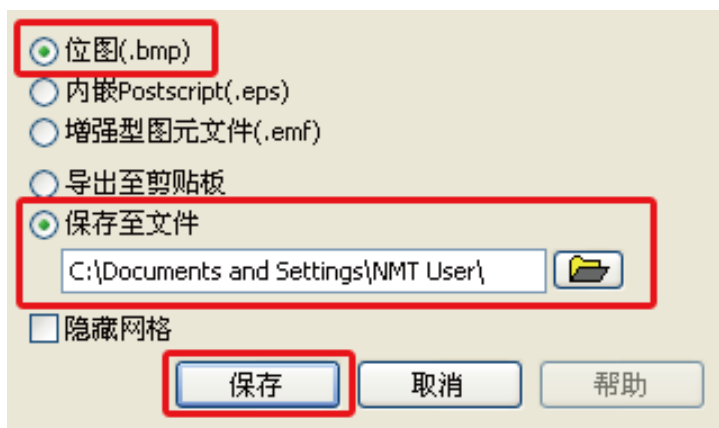 位图(.bmp)
内嵌Postscript(.eps)
增强型图元文件(.emf)
导出至剪贴板
保存至文件
C:\Documents and Settings\NMT User\
隐藏网格
保存 取消 帮助